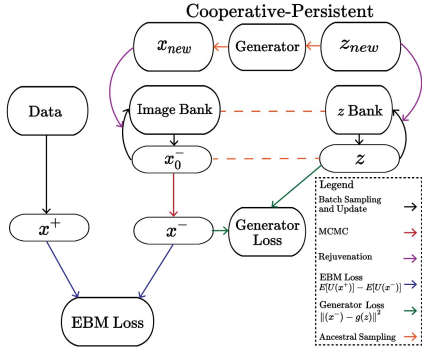 Cooperative-Persistent
x_new
Generator
z_new
Data
Image Bank
z Bank
x_0^-
z
x^+
x^-
Generator
Loss
EBM Loss
Legend
Batch Sampling
and Update
MCMC
Rejuvenation
EBM Loss
E[U(x^+)] − E[U(x^-)]
Generator Loss
‖(x^-) − g(z)‖^2
Ancestral Sampling